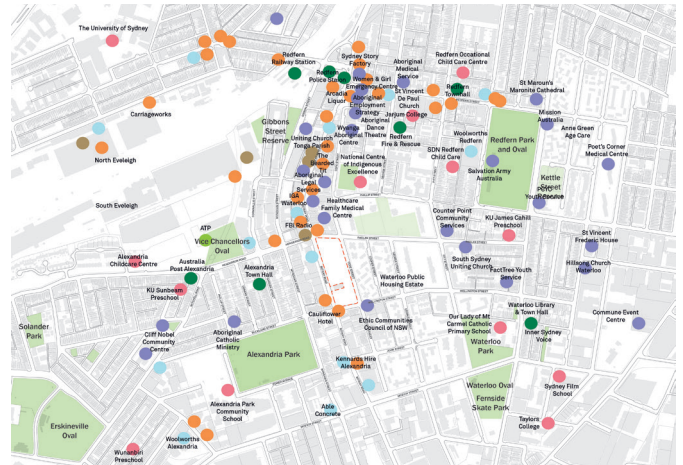 The University of Sydney
Redfern
Railway Station
Sydney Story
Factory
Aboriginal
Medical
Service
Redfern Occational
Child Care Centre
Redfern
Police Station
Women & Girl
Emergency Centre
St Vincent
De Paul
Church
Redfern
Townhall
St Maroun's
Maronita Cathedral
Arcadia
Liquor
Aboriginal
Employment
Strategy
Jarjum College
Mission
Australia
Carriageworks
Gibbons
Street
Reserve
Wyanga
Aboriginal
Centre
Aboriginal
Dance
Theatre
Redfern
Fire & Rescue
Woolworths
Redfern
Redfern Park
and Oval
Anne Green
Age Care
Uniting Church
Tonga Parish
The
Bearded
Tit
National Centre
of Indigenous
Excellence
SDN Redfern
Child Care
Poet's Corner
Medical Centre
North Eveleigh
Salvation Army
Australia
Kettle
Street
PCYC
Youth Service
Aboriginal
Legal
Services
South Eveleigh
IGA
Waterloo
Healthcare
Family Medical
Centre
Counter Point
Community
Services
KU James Cahill
Preschool
St Vincent
Frederic House
ATP
Vice Chancellors
Oval
FBI Radio
South Sydney
Uniting Church
Hillsong Church
Waterloo
Alexandria
Childcare Centre
Australia
Post Alexandria
Alexandria
Town Hall
Waterloo Public
Housing Estate
FactTree Youth
Service
KU Sunbeam
Preschool
Cauliflower
Hotel
Ethic Communities
Council of NSW
Our Lady of Mt
Carmel Catholic
Primary School
Waterloo Library
& Town Hall
Commune Event
Centre
Solander
Park
Cliff Nobel
Community
Centre
Aboriginal
Catholic
Ministry
Inner Sydney
Voice
Alexandria Park
Waterloo
Park
Kennards Hire
Alexandria
Waterloo Oval
Fernside
Skate Park
Sydney Film
School
Alexandria Park
Community
School
Able
Concrete
Erskineville
Oval
Taylors
College
Woolworths
Alexandria
Wunanbiri
Preschool